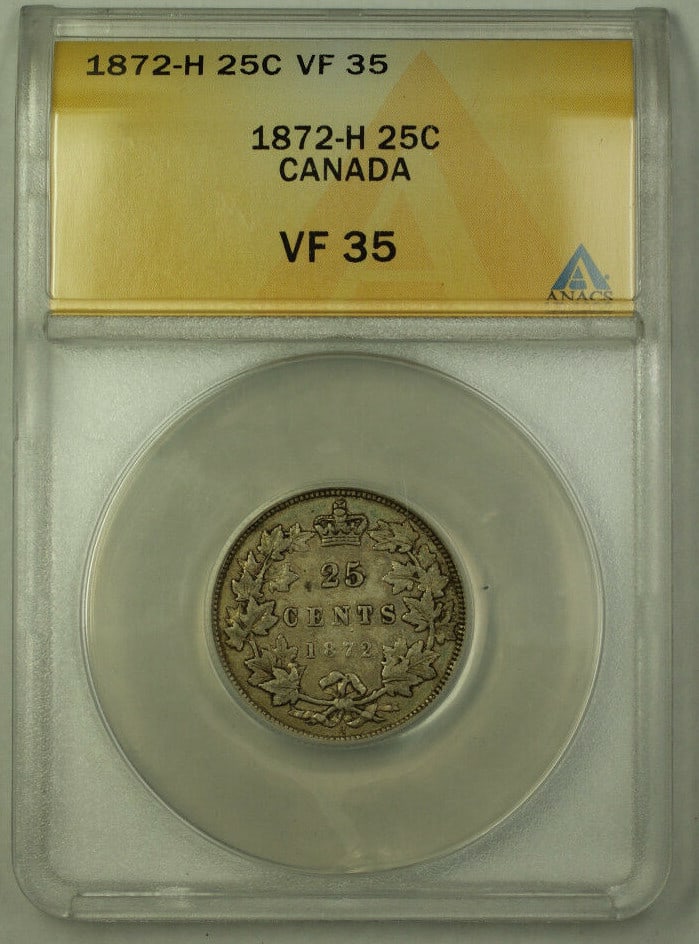 1872-H 25C VF 35
1872-H 25C
CANADA
VF 35
ANACS
25
CENTS
1872
H